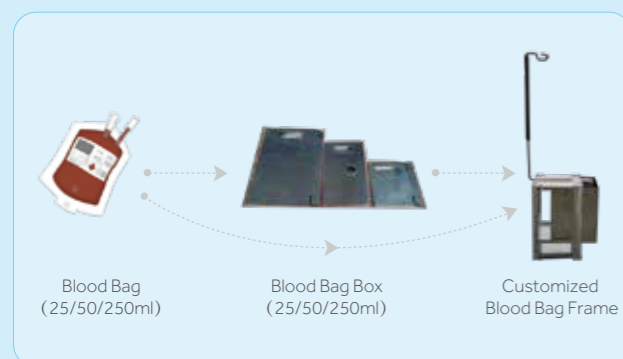 Blood Bag
(25/50/250ml)
Blood Bag Box
(25/50/250ml)
Customized
Blood Bag Frame